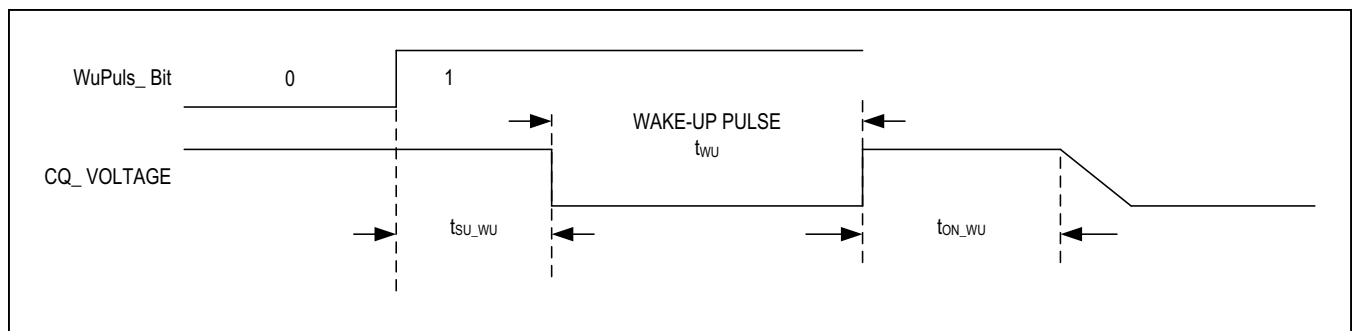 WuPuls_ Bit
0
1
WAKE-UP PULSE
tWU
CQ_ VOLTAGE
tSU_WU
tON_WU